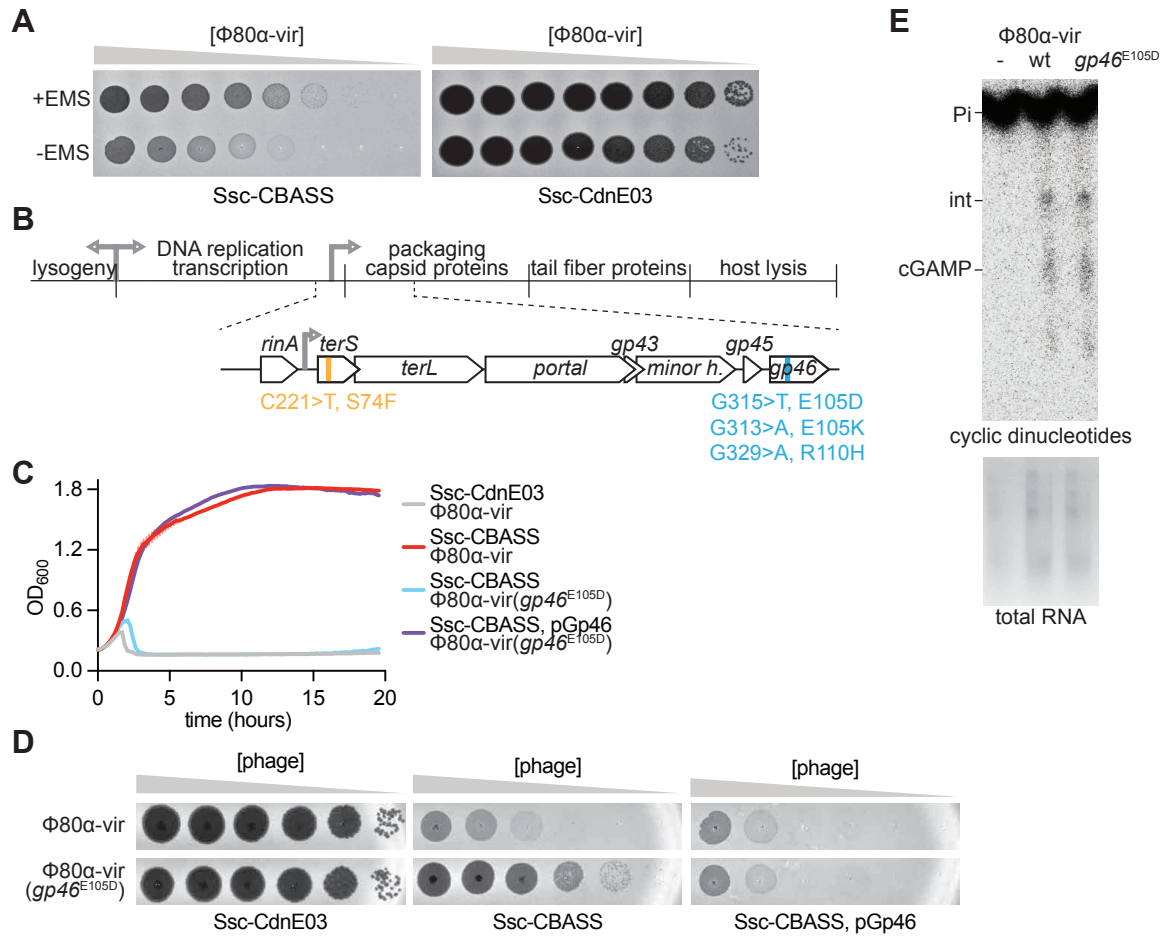 A
[Φ80α-vir]
[Φ80α-vir]
+EMS
-EMS
Ssc-CBASS
Ssc-CdnE03
B
lysogeny
DNA replication
transcription
packaging
capsid proteins
tail fiber proteins
host lysis
rinA
terS
terL
portal
gp43
minor h.
gp45
gp46
C221>T, S74F
G315>T, E105D
G313>A, E105K
G329>A, R110H
C
OD600
1.8
1.2
0.6
0.0
0
5
10
15
20
time (hours)
Ssc-CdnE03
Φ80α-vir
Ssc-CBASS
Φ80α-vir
Ssc-CBASS
Φ80α-vir(gp46E105D)
Ssc-CBASS, pGp46
Φ80α-vir(gp46E105D)
D
[phage]
[phage]
[phage]
Φ80α-vir
Φ80α-vir
(gp46E105D)
Ssc-CdnE03
Ssc-CBASS
Ssc-CBASS, pGp46
E
Φ80α-vir
- wt gp46E105D
Pi
int
cGAMP
cyclic dinucleotides
total RNA